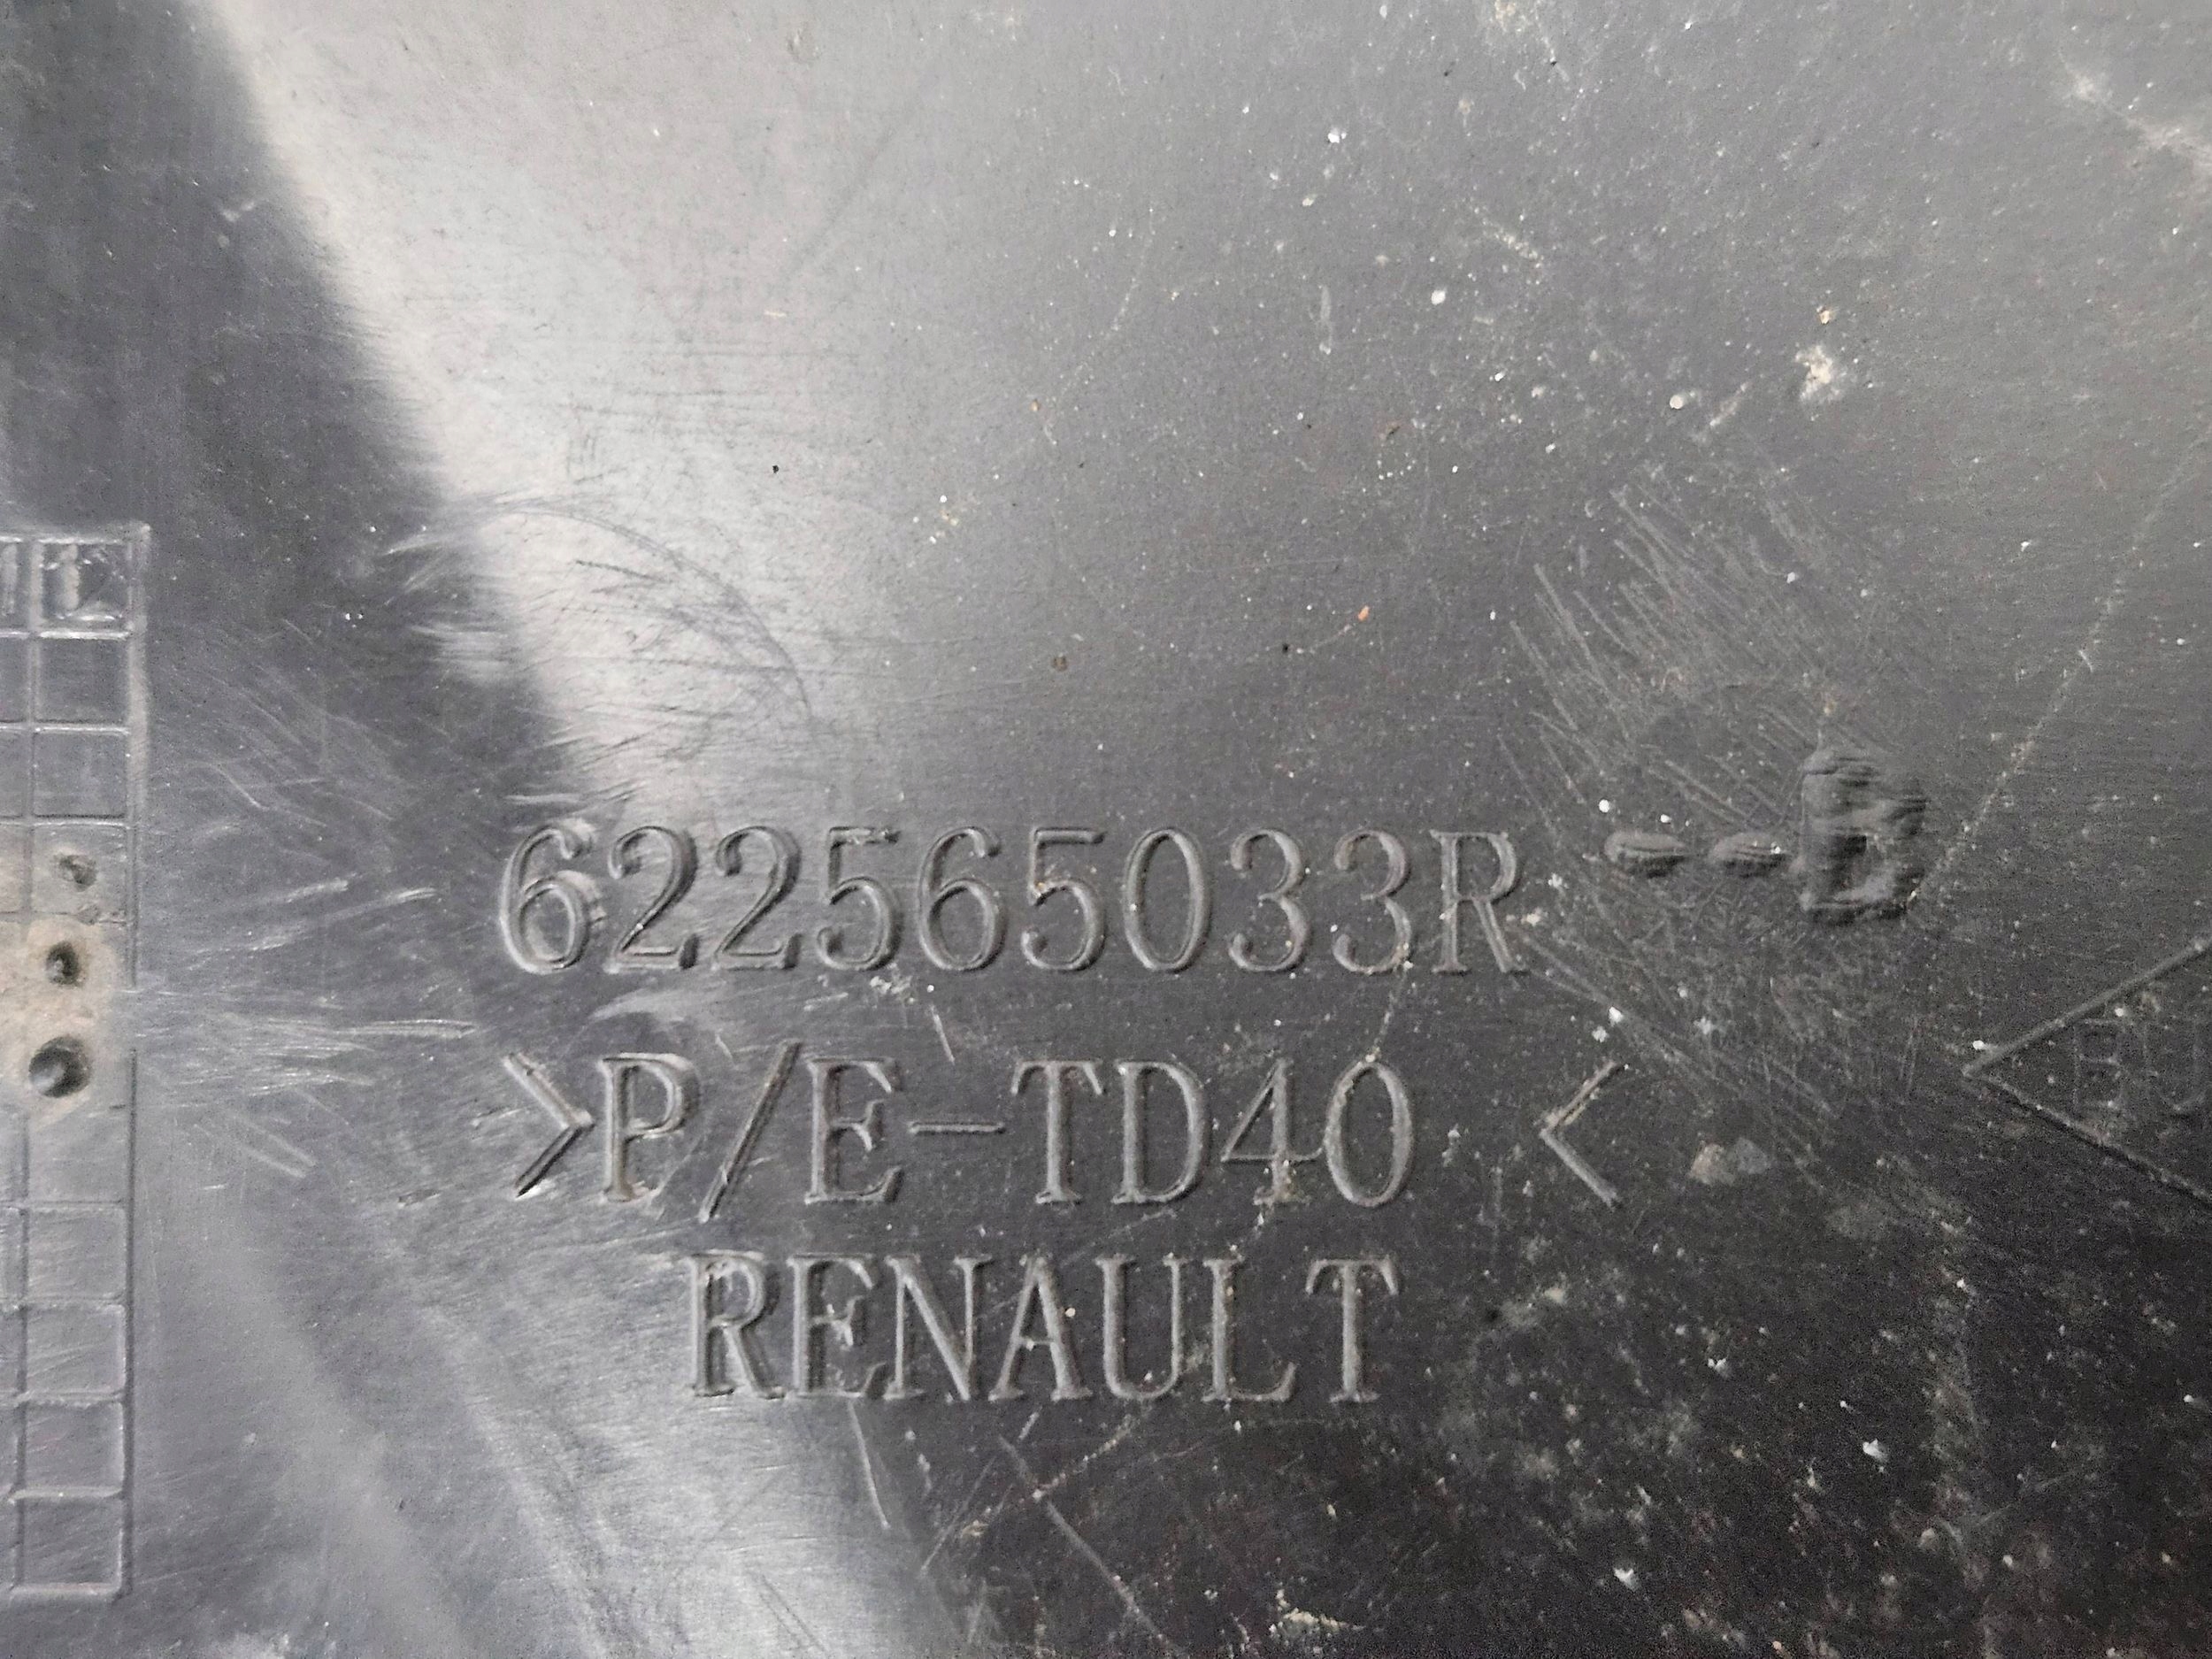 622565033R --B
>P/E-TD40 <
RENAULT